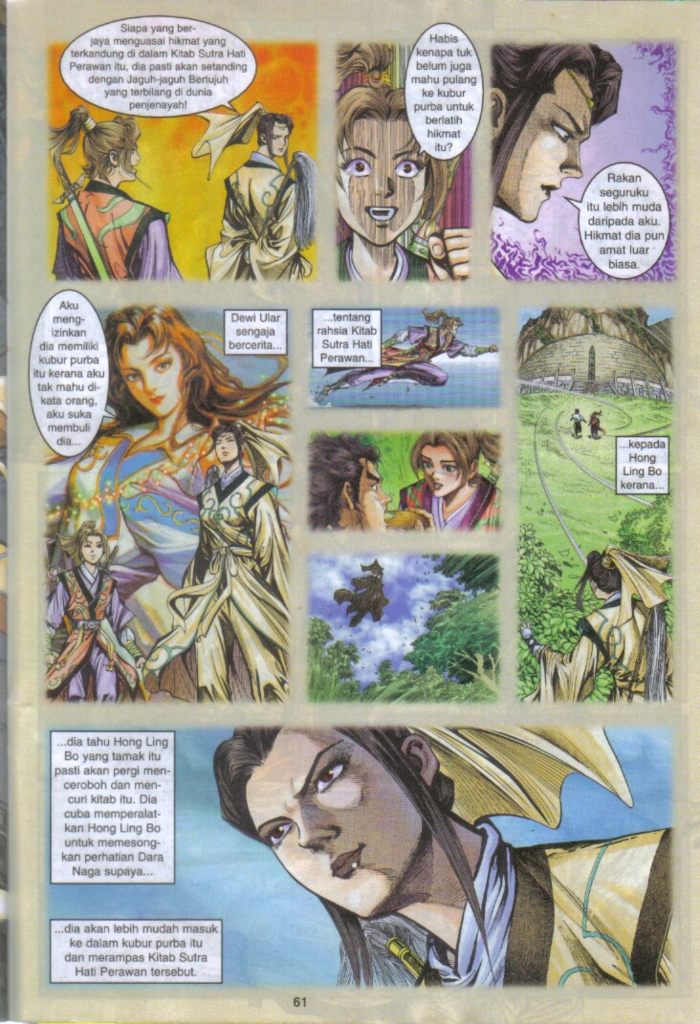 Siapa yang ber-
jaya menguasai hikmat yang
terkandung di dalam Kitab Sutra Hati
Perawan itu, dia pasti akan setanding
dengan Jaguh-jaguh Bertujuh
yang terbilang di dunia
penjenayah!
Habis
kenapa tuk
belum juga
mahu pulang
ke kubur
purba untuk
berlatih
hikmat
itu?
Rakan
seguruku
itu lebih muda
daripada aku.
Hikmat dia pun
amat luar
biasa.
Aku
meng-
izinkan
dia memiliki
kubur purba
itu kerana aku
tak mahu di-
kata orang,
aku suka
membuli
dia...
Dewi Ular
sengaja
bercerita...
...tentang
rahsia Kitab
Sutra Hati
Perawan...
...kepada
Hong
Ling Bo
kerana...
...dia tahu Hong Ling
Bo yang tamak itu
pasti akan pergi men-
ceroboh dan men-
curi kitab itu. Dia
cuba memperalat-
kan Hong Ling Bo
untuk memesong-
kan perhatian Dara
Naga supaya...
...dia akan lebih mudah masuk
ke dalam kubur purba itu
dan merampas Kitab Sutra
Hati Perawan tersebut.
61